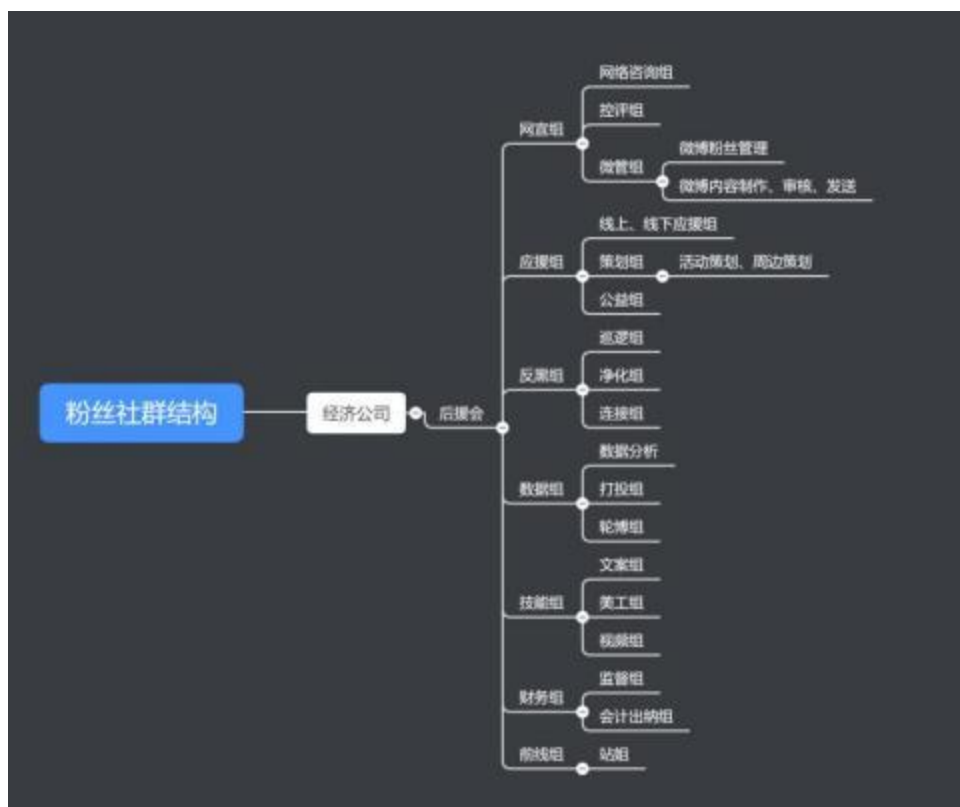 网络咨询组
控评组
网宣组
微博粉丝管理
微管组
微博内容制作、审核、发送
线上、线下应援组
应援组
策划组
活动策划、周边策划
公益组
巡逻组
反黑组
净化组
连接组
粉丝社群结构
经济公司
后援会
数据分析
数据组
打投组
轮博组
文案组
技能组
美工组
视频组
监督组
财务组
会计出纳组
前线组
站姐